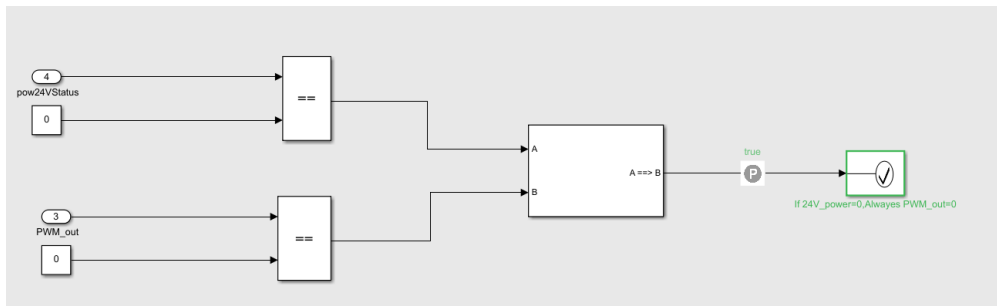 4
pow24VStatus
0
==
3
PWM_out
0
==
A
B
A ==> B
true
P
If 24V_power=0,Alwayes PWM_out=0